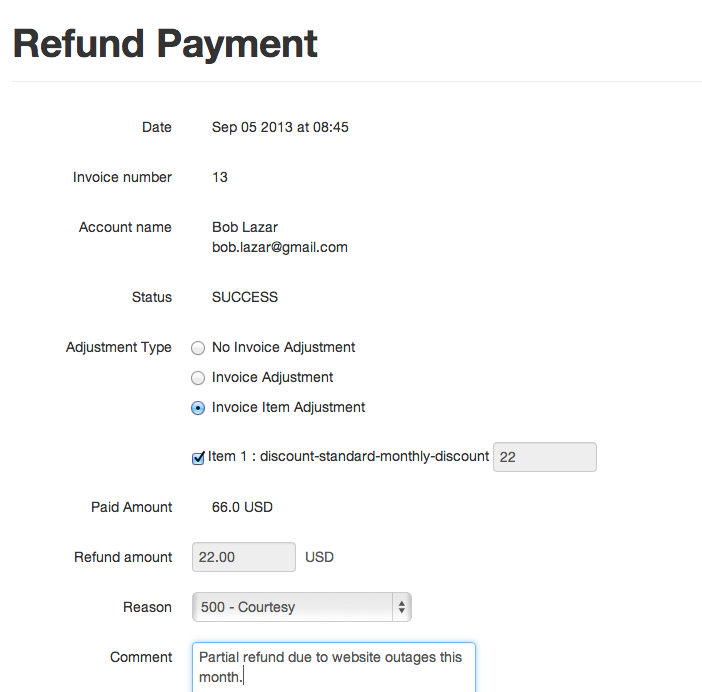 Refund Payment
Date Sep 05 2013 at 08:45
Invoice number 13
Account name Bob Lazar
bob.lazar@gmail.com
Status SUCCESS
Adjustment Type No Invoice Adjustment
Invoice Adjustment
Invoice Item Adjustment
Item 1 : discount-standard-monthly-discount 22
Paid Amount 66.0 USD
Refund amount 22.00 USD
Reason 500 - Courtesy
Comment Partial refund due to website outages this
month.